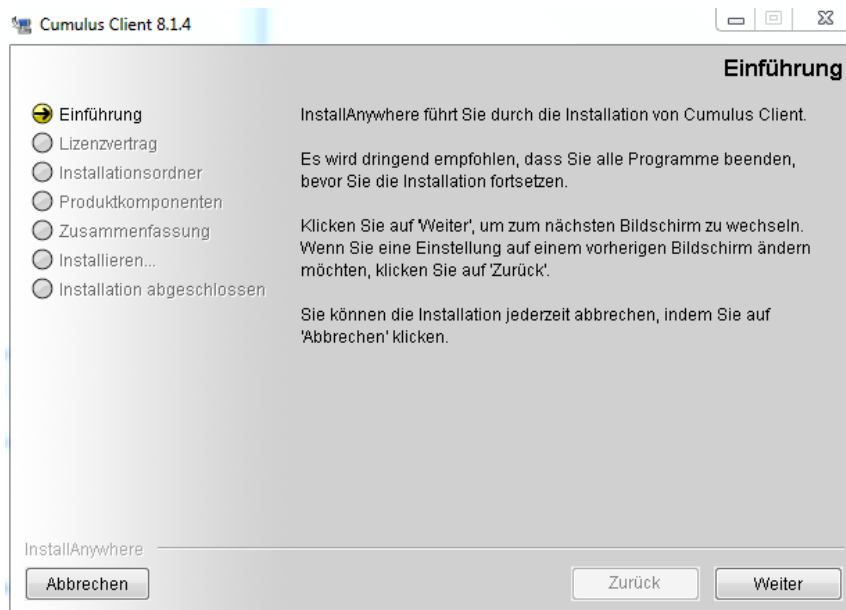 Cumulus Client 8.1.4
Einführung
Einführung
Lizenzvertrag
Installationsordner
Produktkomponenten
Zusammenfassung
Installieren...
Installation abgeschlossen
InstallAnywhere führt Sie durch die Installation von Cumulus Client.
Es wird dringend empfohlen, dass Sie alle Programme beenden,
bevor Sie die Installation fortsetzen.
Klicken Sie auf 'Weiter', um zum nächsten Bildschirm zu wechseln.
Wenn Sie eine Einstellung auf einem vorherigen Bildschirm ändern
möchten, klicken Sie auf 'Zurück'.
Sie können die Installation jederzeit abbrechen, indem Sie auf
'Abbrechen' klicken.
InstallAnywhere
Abbrechen
Zurück
Weiter